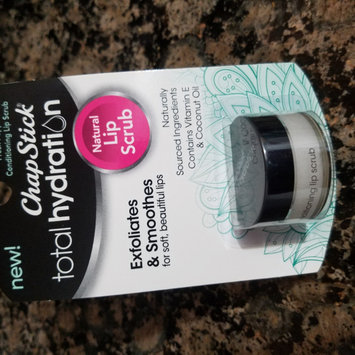 Conditioning Lip Scrub
new!
ChapStick
total hydration
Natural
Lip
Scrub
Exfoliates
& Smoothes
for soft, beautiful lips
Naturally
Sourced Ingredients
Contains Vitamin E
& Coconut Oil
lip scrub